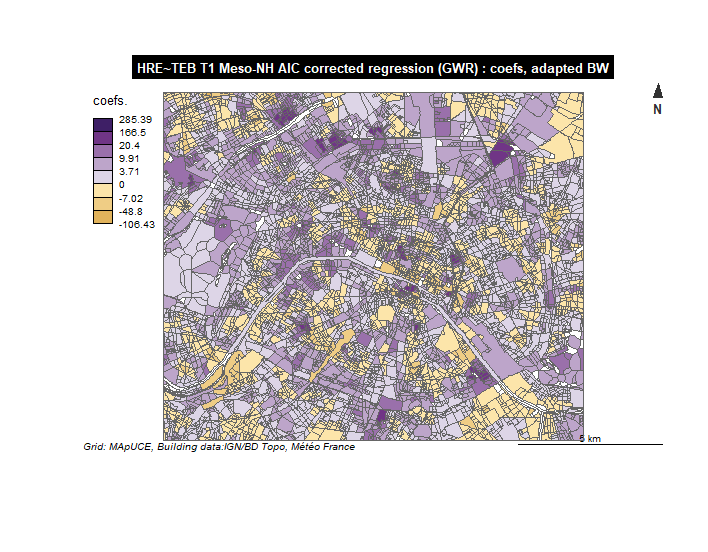 HRE~TEB T1 Meso-NH AIC corrected regression (GWR) : coefs, adapted BW
coefs.
285.39
166.5
20.4
9.91
3.71
0
-7.02
-48.8
-106.43
N
5 km
Grid: MApUCE, Building data:IGN/BD Topo, Météo France